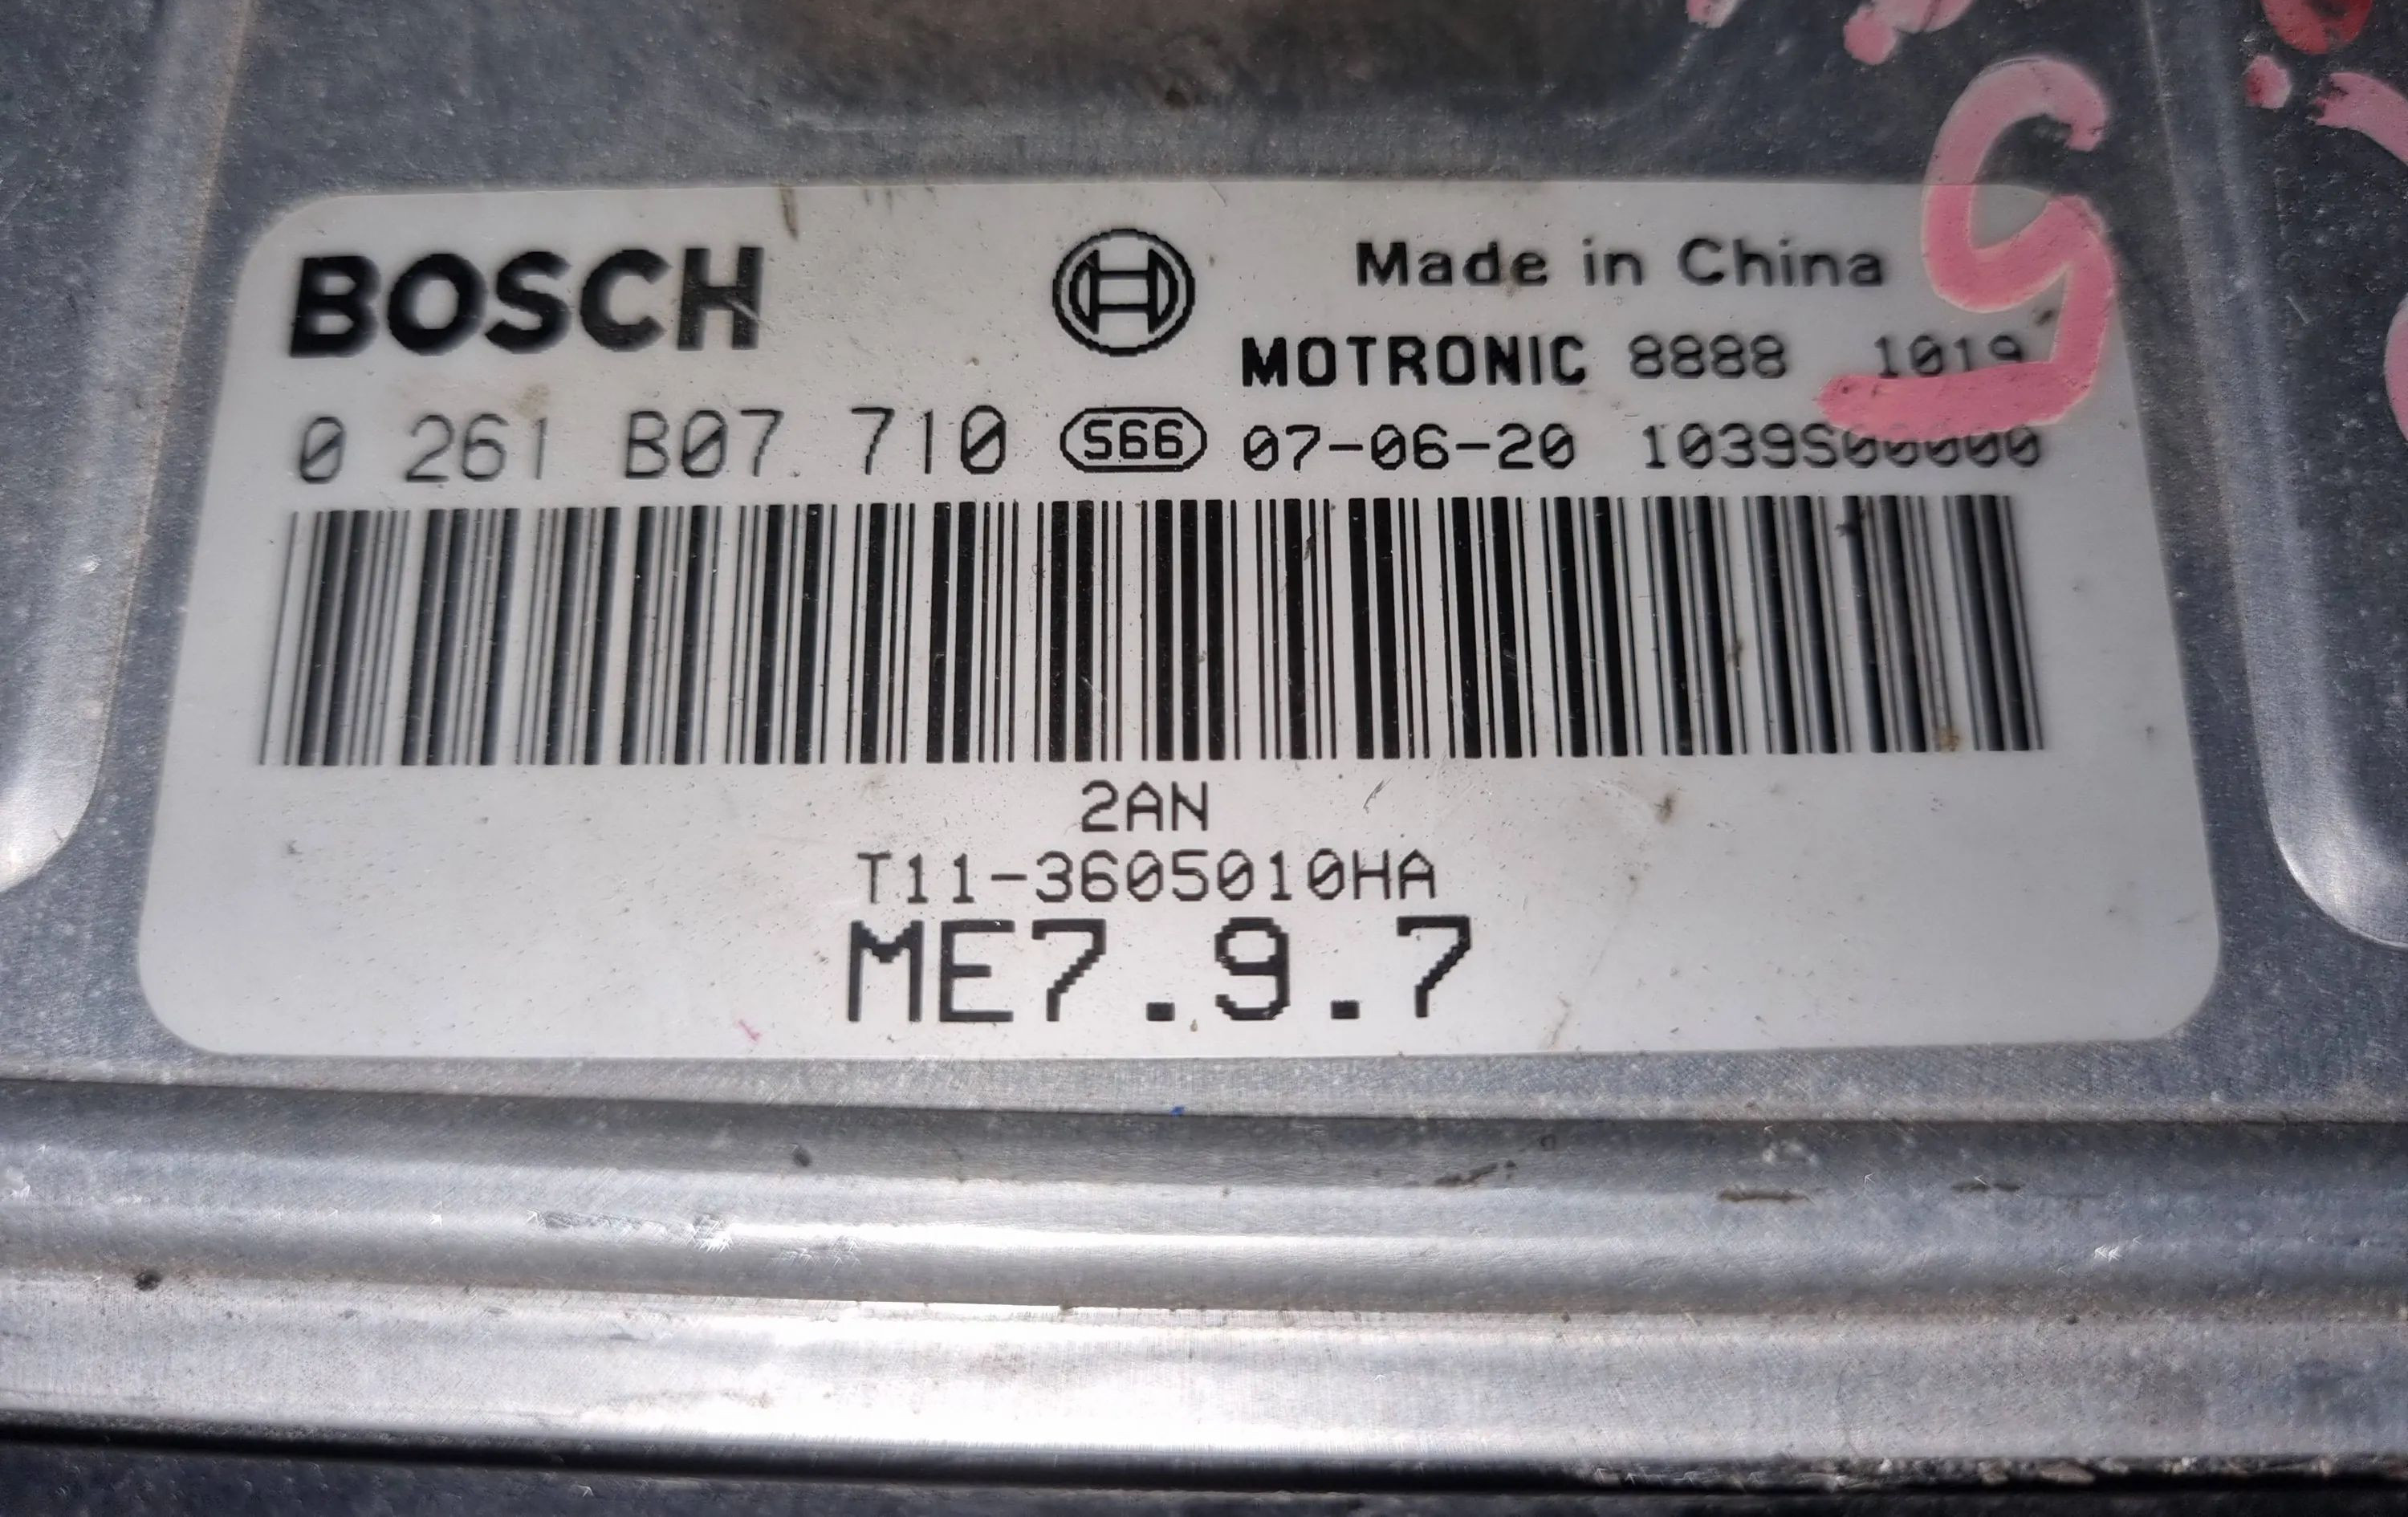 BOSCH
Made in China
MOTRONIC 8888 1019
0 261 B07 710 S66 07-06-20 1039S00000
2AN
T11-3605010HA
ME7.9.7
5